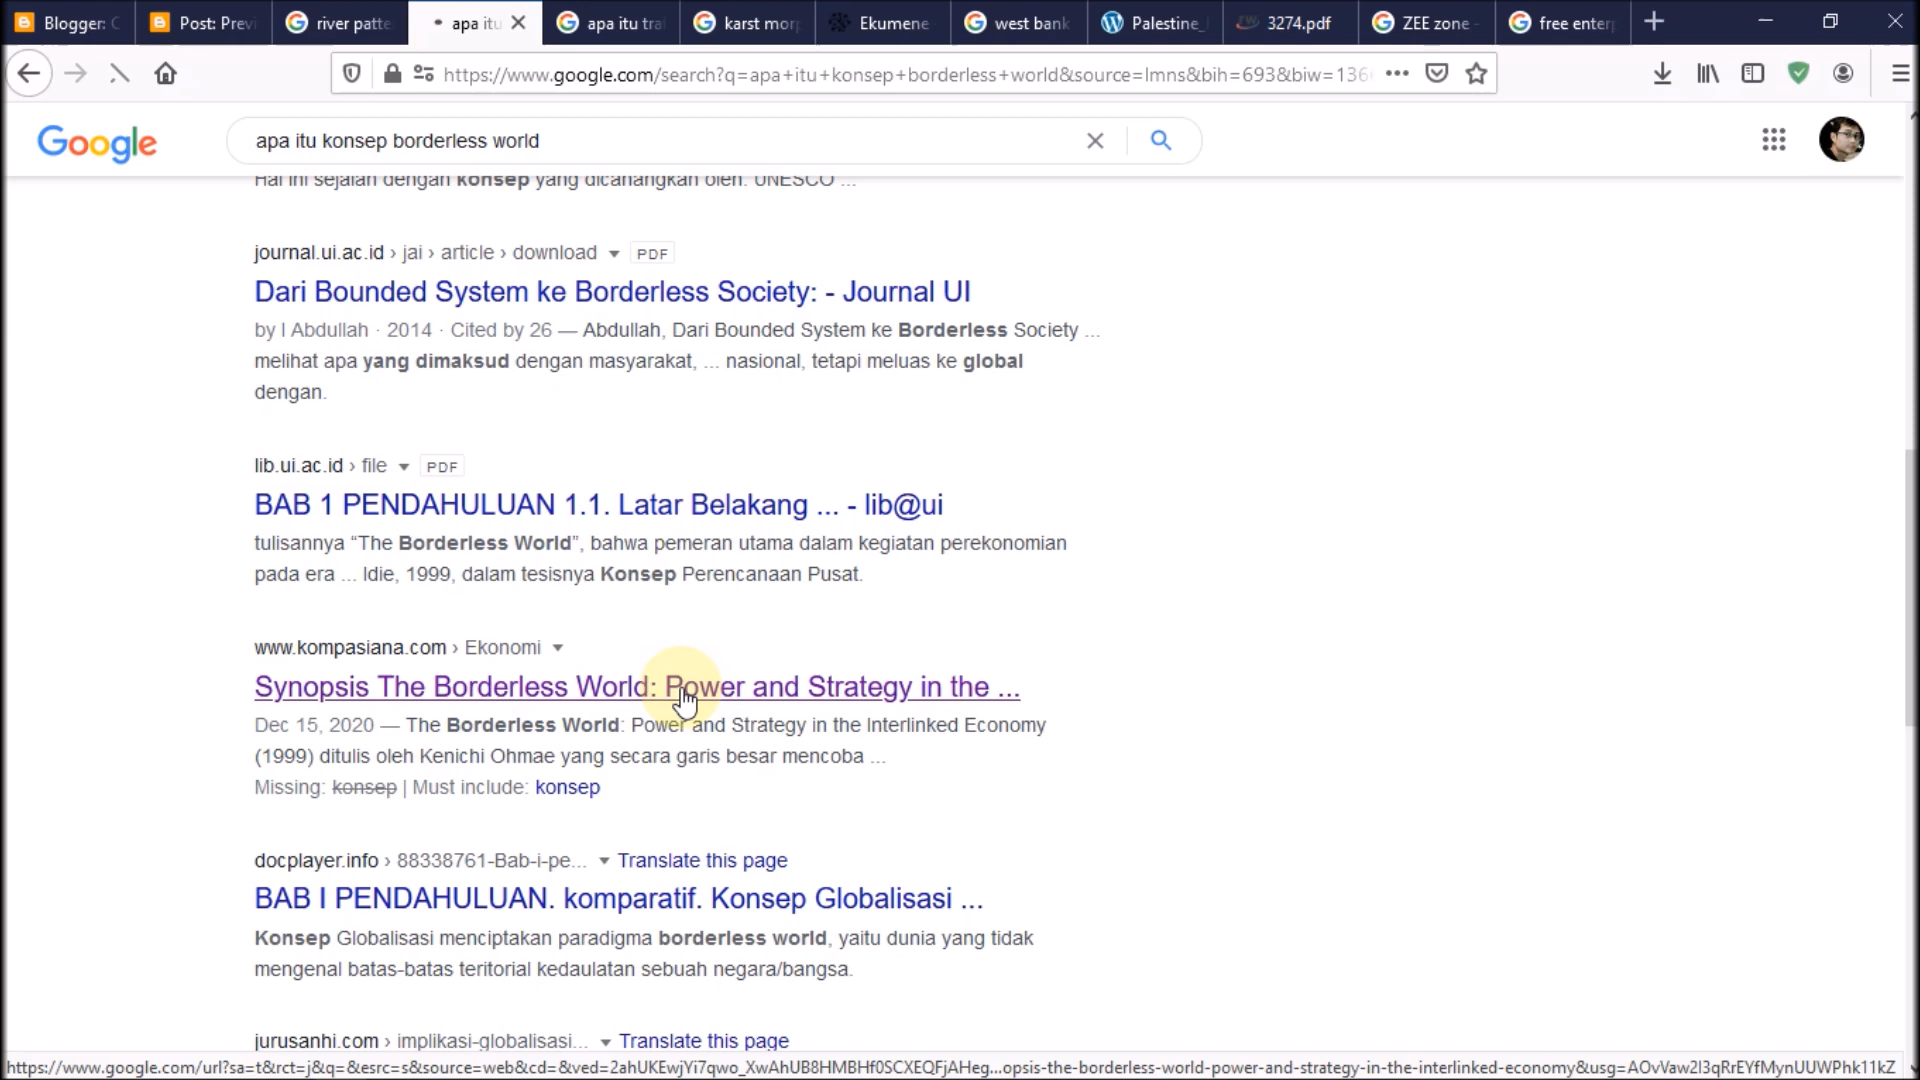 Blogger: C
Post: Previ
river patte
apa itu
apa itu tra
karst mor
Ekumene
west bank
Palestine_
3274.pdf
ZEE zone -
free enter
https://www.google.com/search?q=apa+itu+konsep+borderless+world&source=lmns&bih=693&biw=136
Google
apa itu konsep borderless world
Hal ini sejalan dengan konsep yang dicanangkan oleh. UNESCO ...
journal.ui.ac.id › jai › article › download PDF
Dari Bounded System ke Borderless Society: - Journal UI
by I Abdullah · 2014 · Cited by 26 — Abdullah, Dari Bounded System ke Borderless Society ...
melihat apa yang dimaksud dengan masyarakat, ... nasional, tetapi meluas ke global
dengan.
lib.ui.ac.id › file PDF
BAB 1 PENDAHULUAN 1.1. Latar Belakang ... - lib@ui
tulisannya “The Borderless World”, bahwa pemeran utama dalam kegiatan perekonomian
pada era ... Idie, 1999, dalam tesisnya Konsep Perencanaan Pusat.
www.kompasiana.com › Ekonomi
Synopsis The Borderless World: Power and Strategy in the ...
Dec 15, 2020 — The Borderless World: Power and Strategy in the Interlinked Economy
(1999) ditulis oleh Kenichi Ohmae yang secara garis besar mencoba ...
Missing: konsep | Must include: konsep
docplayer.info › 88338761-Bab-i-pe... Translate this page
BAB I PENDAHULUAN. komparatif. Konsep Globalisasi ...
Konsep Globalisasi menciptakan paradigma borderless world, yaitu dunia yang tidak
mengenal batas-batas teritorial kedaulatan sebuah negara/bangsa.
jurusanhi.com › implikasi-globalisasi... Translate this page
https://www.google.com/url?sa=t&rct=j&q=&esrc=s&source=web&cd=&ved=2ahUKEwjYi7qwo_XwAhUB8HMBHf0SCXEQFjAHeg...opsis-the-borderless-world-power-and-strategy-in-the-interlinked-economy&usg=AOvVaw2l3qRrEYfMynUUWPhk11kZ